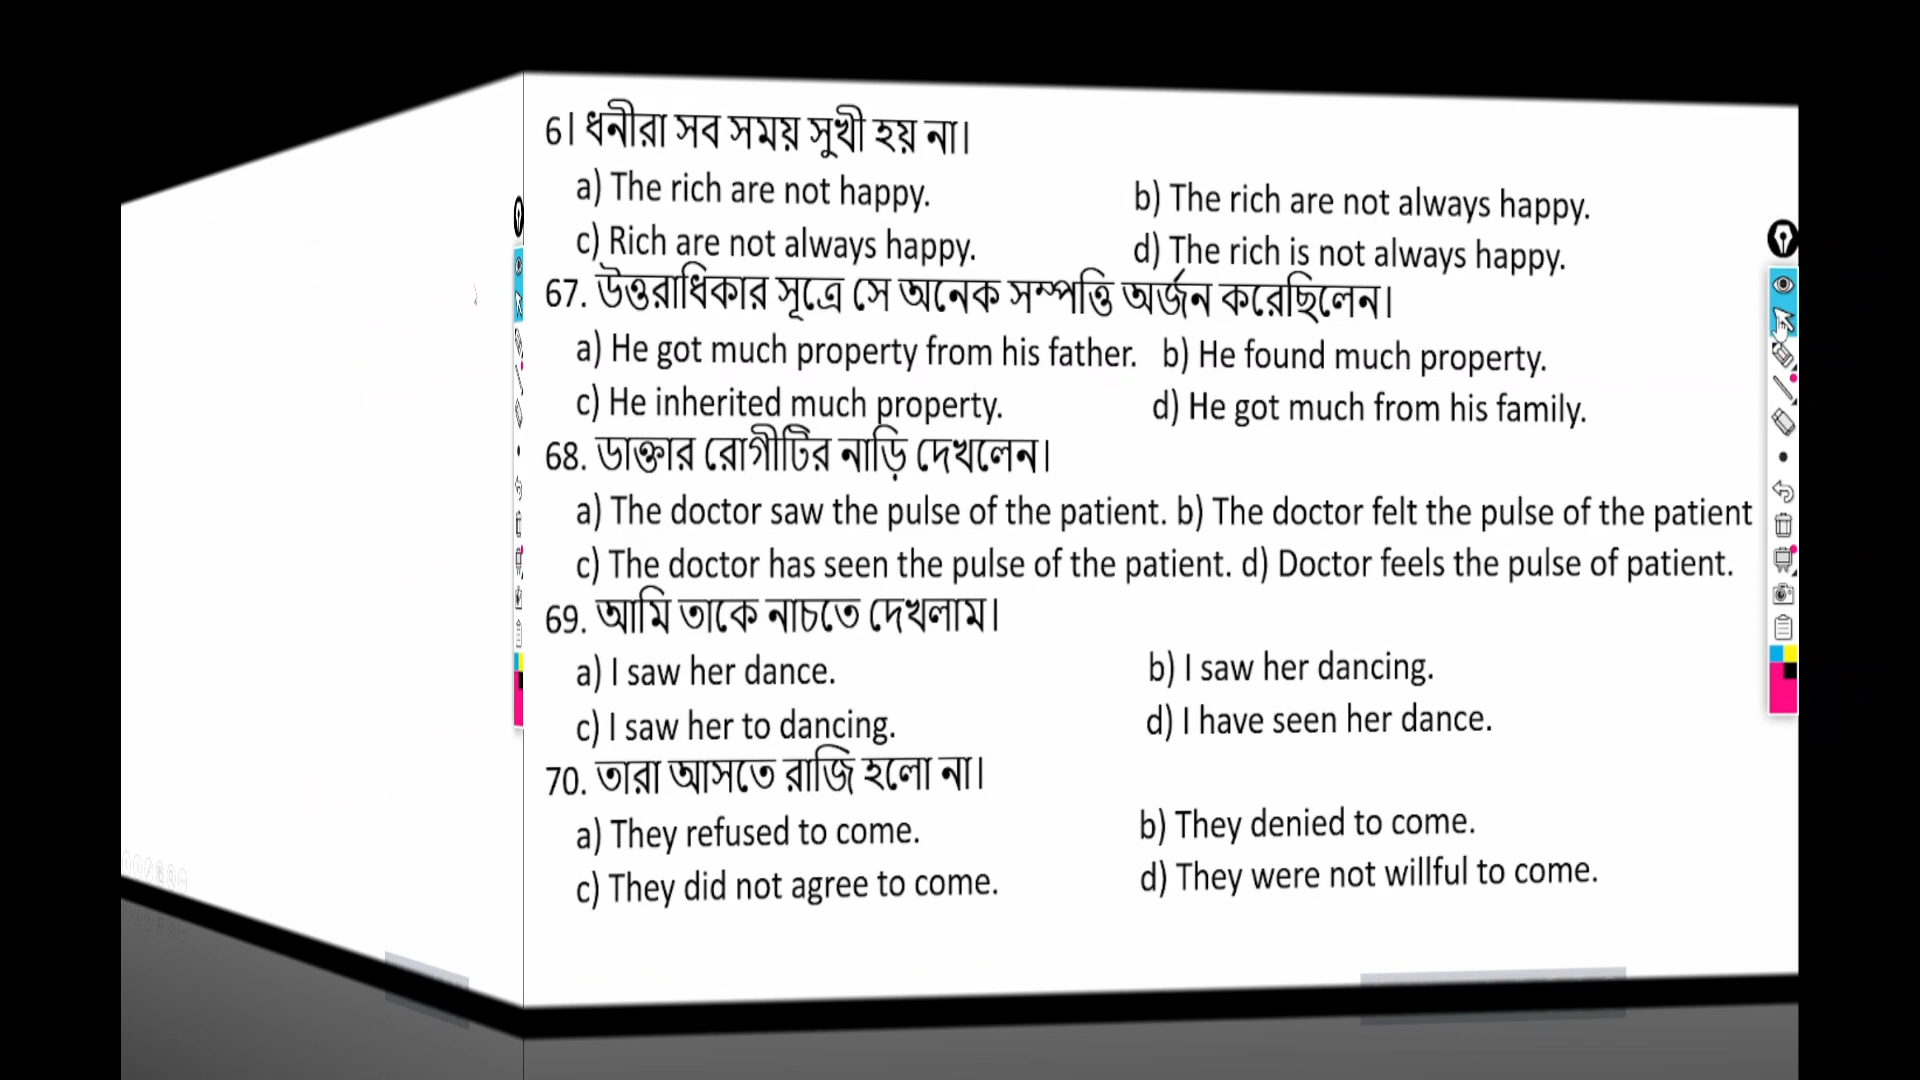 6। ধনীরা সব সময় সুখী হয় না।
a) The rich are not happy. b) The rich are not always happy.
c) Rich are not always happy. d) The rich is not always happy.
67. উত্তরাধিকার সূত্রে সে অনেক সম্পত্তি অর্জন করেছিলেন।
a) He got much property from his father. b) He found much property.
c) He inherited much property. d) He got much from his family.
68. ডাক্তার রোগীটির নাড়ি দেখলেন।
a) The doctor saw the pulse of the patient. b) The doctor felt the pulse of the patient
c) The doctor has seen the pulse of the patient. d) Doctor feels the pulse of patient.
69. আমি তাকে নাচতে দেখলাম।
a) I saw her dance. b) I saw her dancing.
c) I saw her to dancing. d) I have seen her dance.
70. তারা আসতে রাজি হলো না।
a) They refused to come. b) They denied to come.
c) They did not agree to come. d) They were not willful to come.